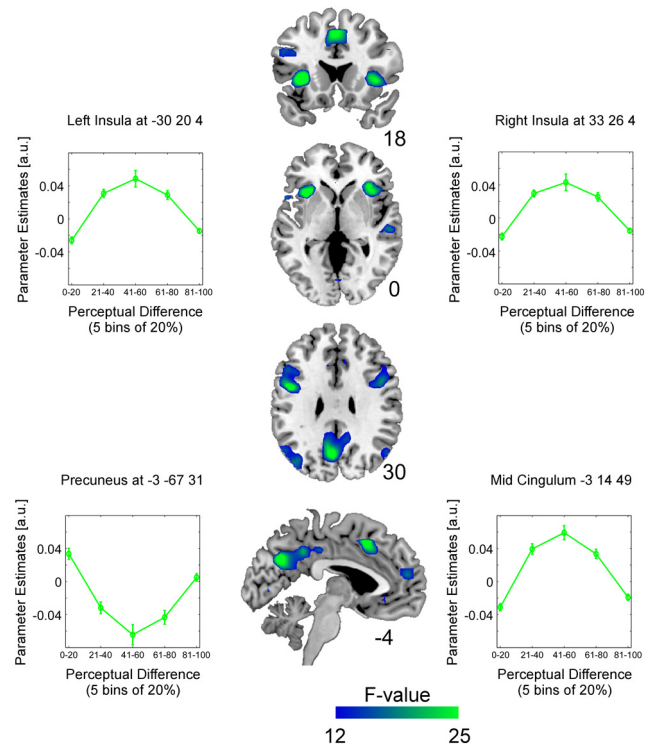 18
Left Insula at -30 20 4
Parameter Estimates [a.u.]
0.04
0
-0.04
0-20 21-40 41-60 61-80 81-100
Perceptual Difference
(5 bins of 20%)
Right Insula at 33 26 4
Parameter Estimates [a.u.]
0.04
0
-0.04
0-20 21-40 41-60 61-80 81-100
Perceptual Difference
(5 bins of 20%)
0
30
Precuneus at -3 -67 31
Parameter Estimates [a.u.]
0.04
0
-0.04
0-20 21-40 41-60 61-80 81-100
Perceptual Difference
(5 bins of 20%)
Mid Cingulum -3 14 49
Parameter Estimates [a.u.]
0.04
0
-0.04
0-20 21-40 41-60 61-80 81-100
Perceptual Difference
(5 bins of 20%)
-4
F-value
12 25